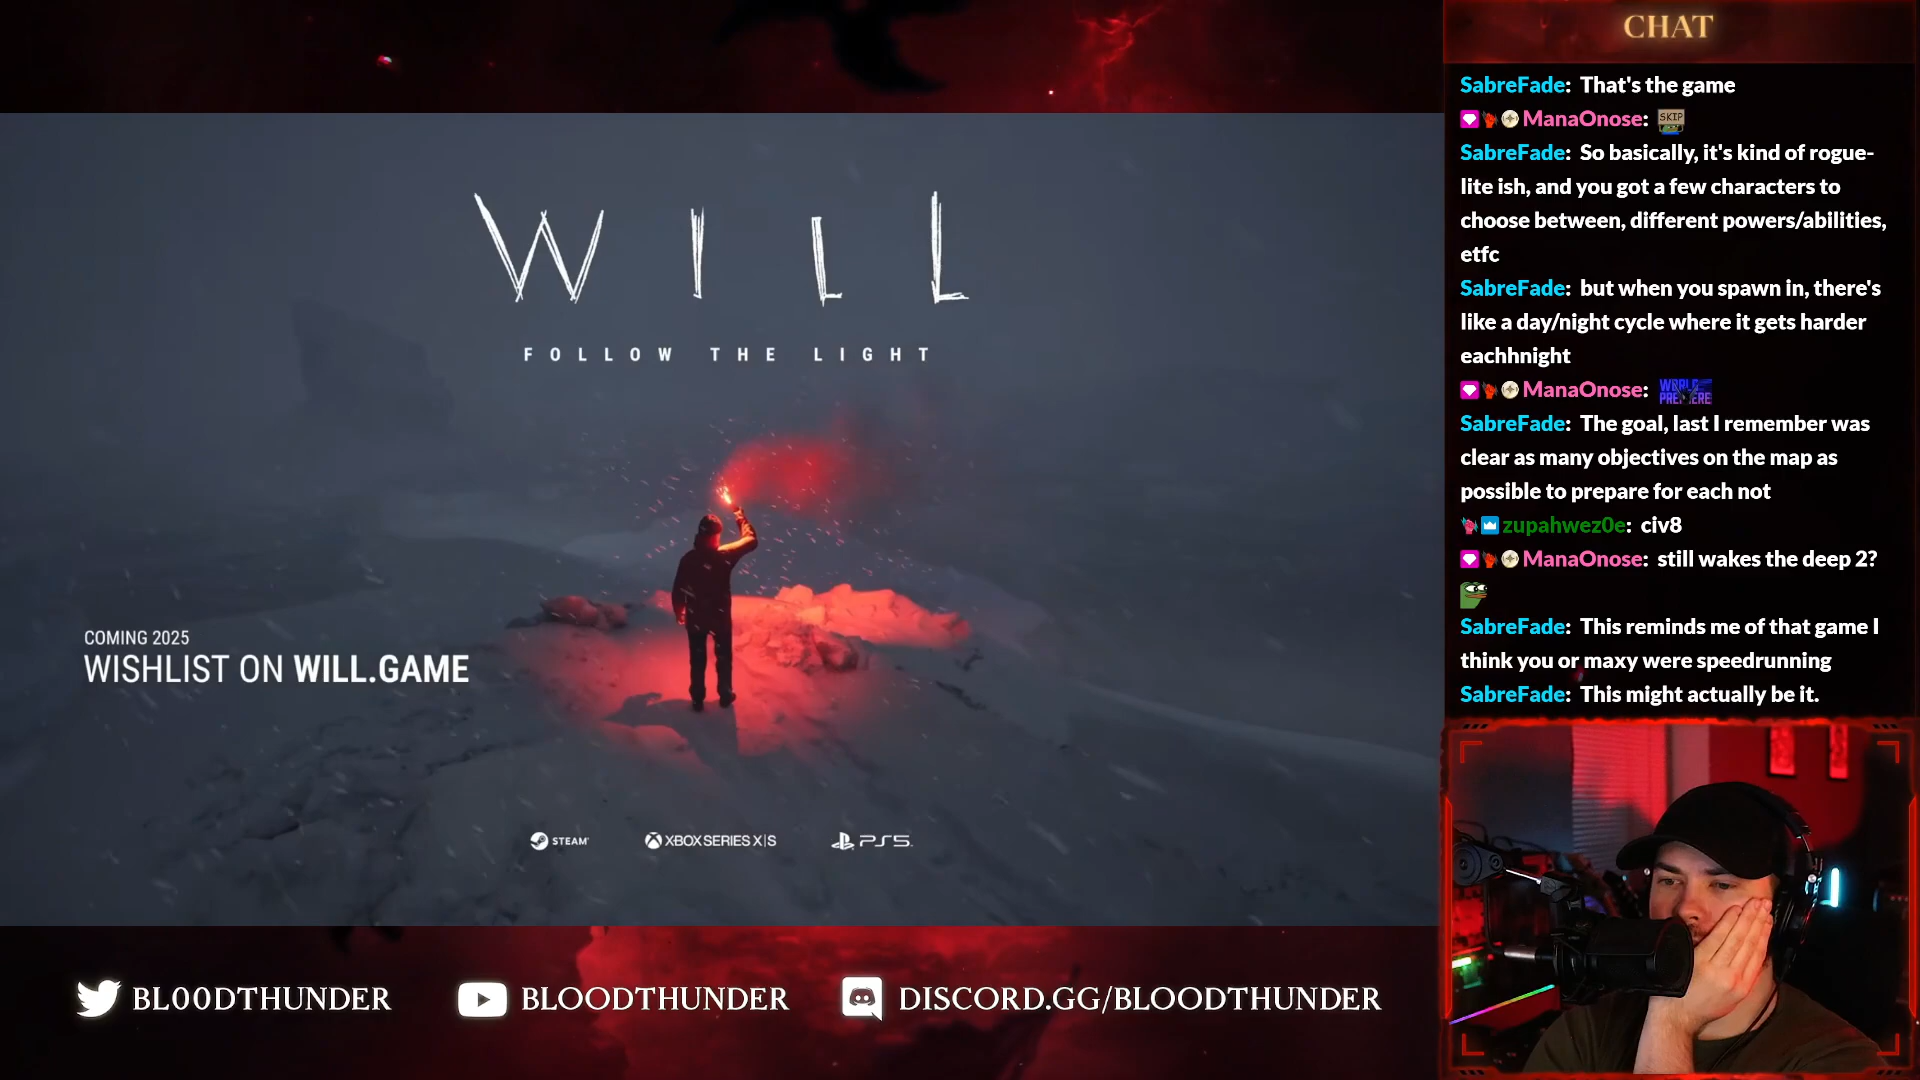 CHAT
SabreFade: That's the game
ManaOnose: SKIP
SabreFade: So basically, it's kind of rogue-
lite ish, and you got a few characters to
choose between, different powers/abilities,
etfc
SabreFade: but when you spawn in, there's
like a day/night cycle where it gets harder
eachhnight
ManaOnose: WORLD
PREMIERE
SabreFade: The goal, last I remember was
clear as many objectives on the map as
possible to prepare for each not
zupahwez0e: civ8
ManaOnose: still wakes the deep 2?
SabreFade: This reminds me of that game I
think you or maxy were speedrunning
SabreFade: This might actually be it.
WILL
FOLLOW THE LIGHT
COMING 2025
WISHLIST ON WILL.GAME
STEAM
XBOX SERIES X|S
PS5
BL00DTHUNDER
BLOODTHUNDER
DISCORD.GG/BLOODTHUNDER